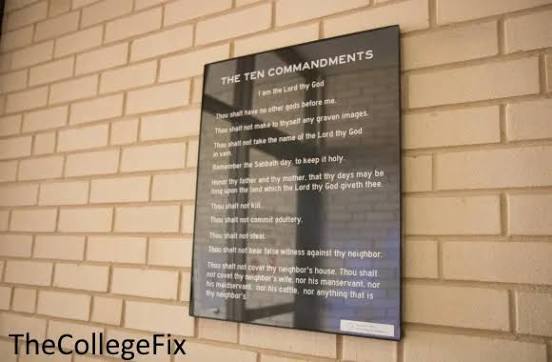 THE TEN COMMANDMENTS
I am the Lord thy God
Thou shalt have no other gods before me.
Thou shalt not make to thyself any graven images.
Thou shalt not take the name of the Lord thy God
in vain.
Remember the Sabbath day, to keep it holy.
Honor thy father and thy mother, that thy days may be
long upon the land which the Lord thy God giveth thee.
Thou shalt not kill.
Thou shalt not commit adultery.
Thou shalt not steal.
Thou shalt not bear false witness against thy neighbor.
Thou shalt not covet thy neighbor's house. Thou shalt
not covet thy neighbor's wife, nor his manservant, nor
his maidservant, nor his cattle, nor anything that is
thy neighbor's.
TheCollegeFix